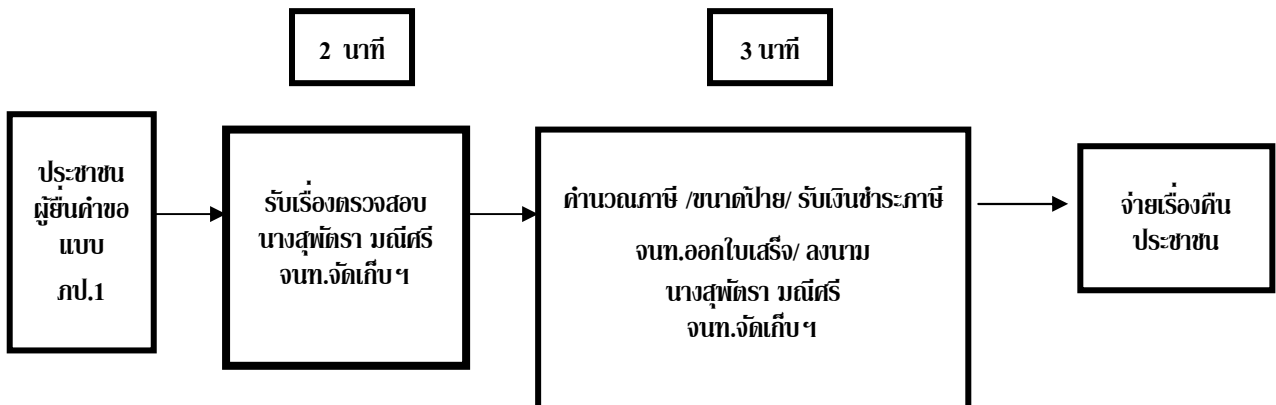 2 นาที
3 นาที
ประชาชน
ผู้ยื่นคำขอ
แบบ
ภป.1
รับเรื่องตรวจสอบ
นางสุพัตรา มณีศรี
จนท.จัดเก็บฯ
คำนวณภาษี /ขนาดป้าย/ รับเงินชำระภาษี
จนท.ออกใบเสร็จ/ ลงนาม
นางสุพัตรา มณีศรี
จนท.จัดเก็บฯ
จ่ายเรื่องคืน
ประชาชน